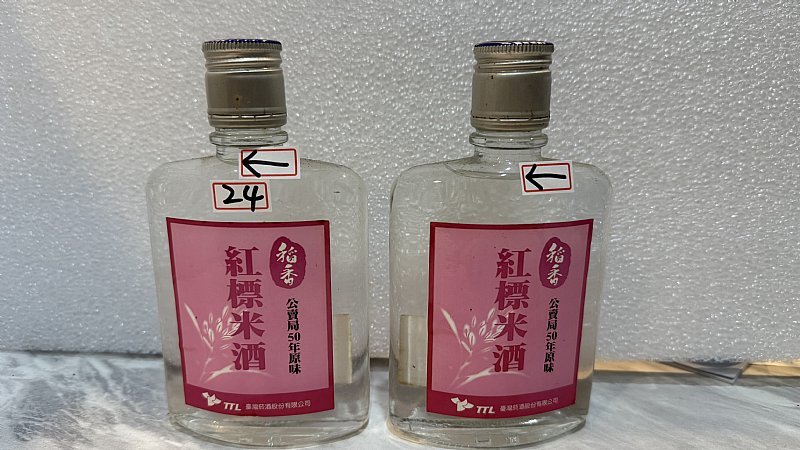 ←
24
稻香
紅標米酒
公賣局50年原味
TTL 臺灣菸酒股份有限公司
←
稻香
紅標米酒
公賣局50年原味
TTL 臺灣菸酒股份有限公司